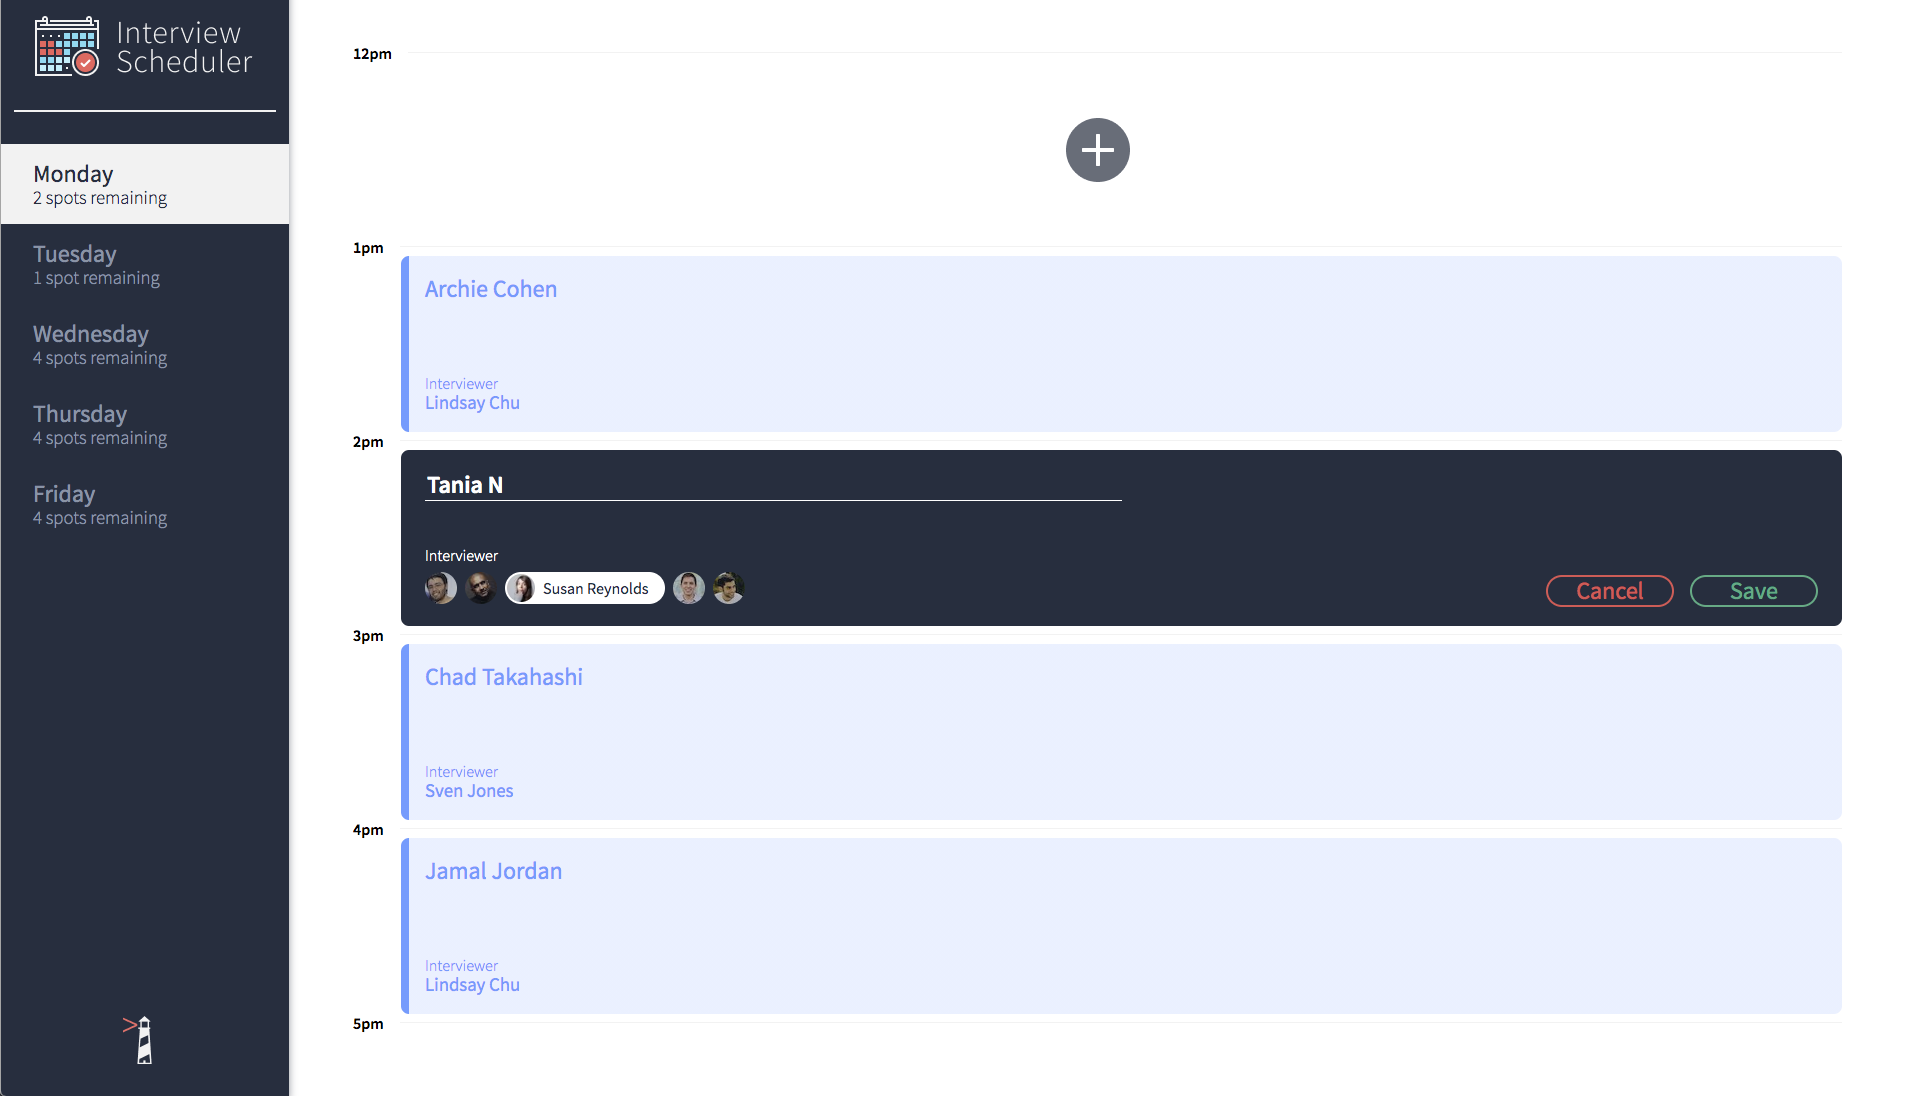 Interview
Scheduler
Monday
2 spots remaining
Tuesday
1 spot remaining
Wednesday
4 spots remaining
Thursday
4 spots remaining
Friday
4 spots remaining
12pm
1pm
Archie Cohen
Interviewer
Lindsay Chu
2pm
Tania N
Interviewer
Susan Reynolds
Cancel Save
3pm
Chad Takahashi
Interviewer
Sven Jones
4pm
Jamal Jordan
Interviewer
Lindsay Chu
5pm